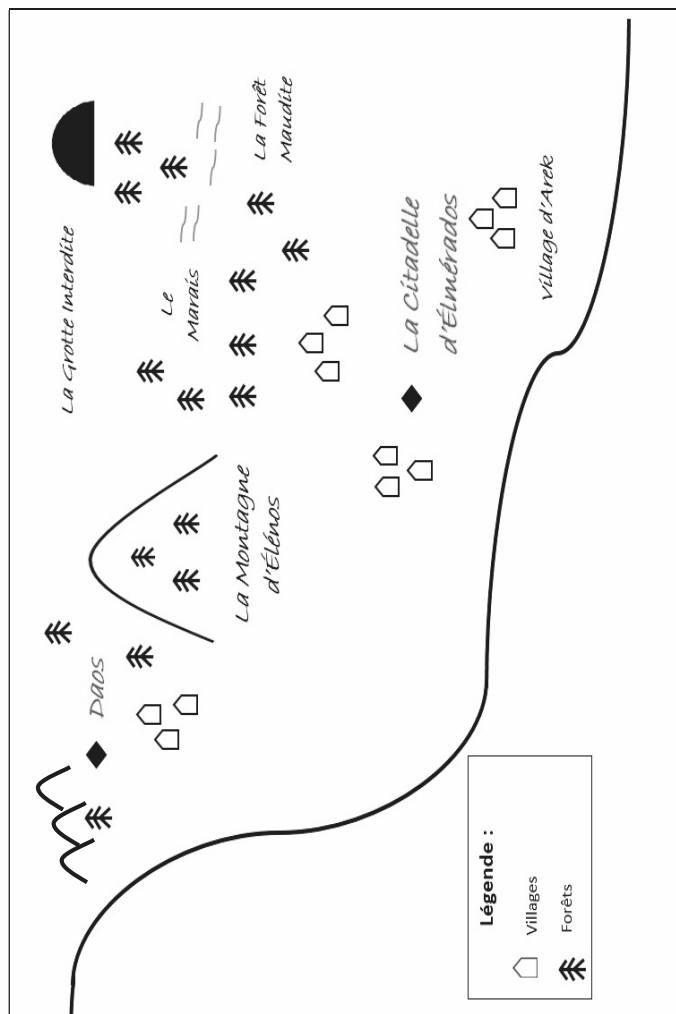 La Grotte Interdite
Daos
Le
Marais
La Forêt
Maudite
La Montagne
d'Élénos
La Citadelle
d'Élmérados
Village d'Arek
Légende :
Villages
Forêts